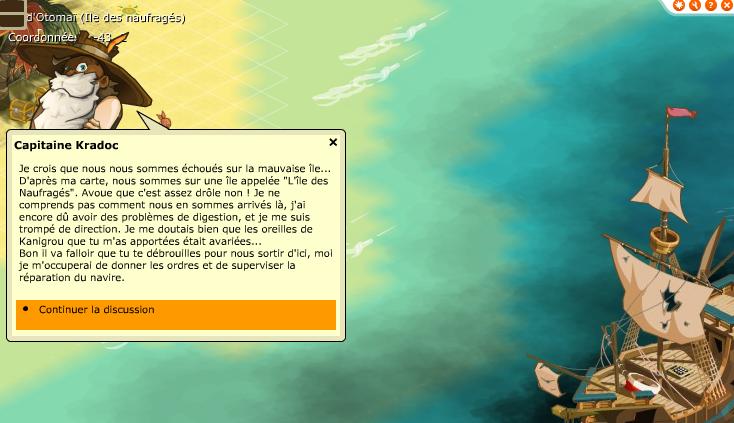 d'Otomaï (Ile des naufragés)
-43
Capitaine Kradoc
Je crois que nous nous sommes échoués sur la mauvaise île...
D'après ma carte, nous sommes sur une île appelée "L'île des
Naufragés". Avoue que c'est assez drôle non ! Je ne
comprends pas comment nous en sommes arrivés là, j'ai
encore dû avoir des problèmes de digestion, et je me suis
trompé de direction. Je me doutais bien que les oreilles de
Kanigrou que tu m'as apportées était avariées...
Bon il va falloir que tu te débrouilles pour nous sortir d'ici, moi
je m'occuperai de donner les ordres et de superviser la
réparation du navire.
Continuer la discussion